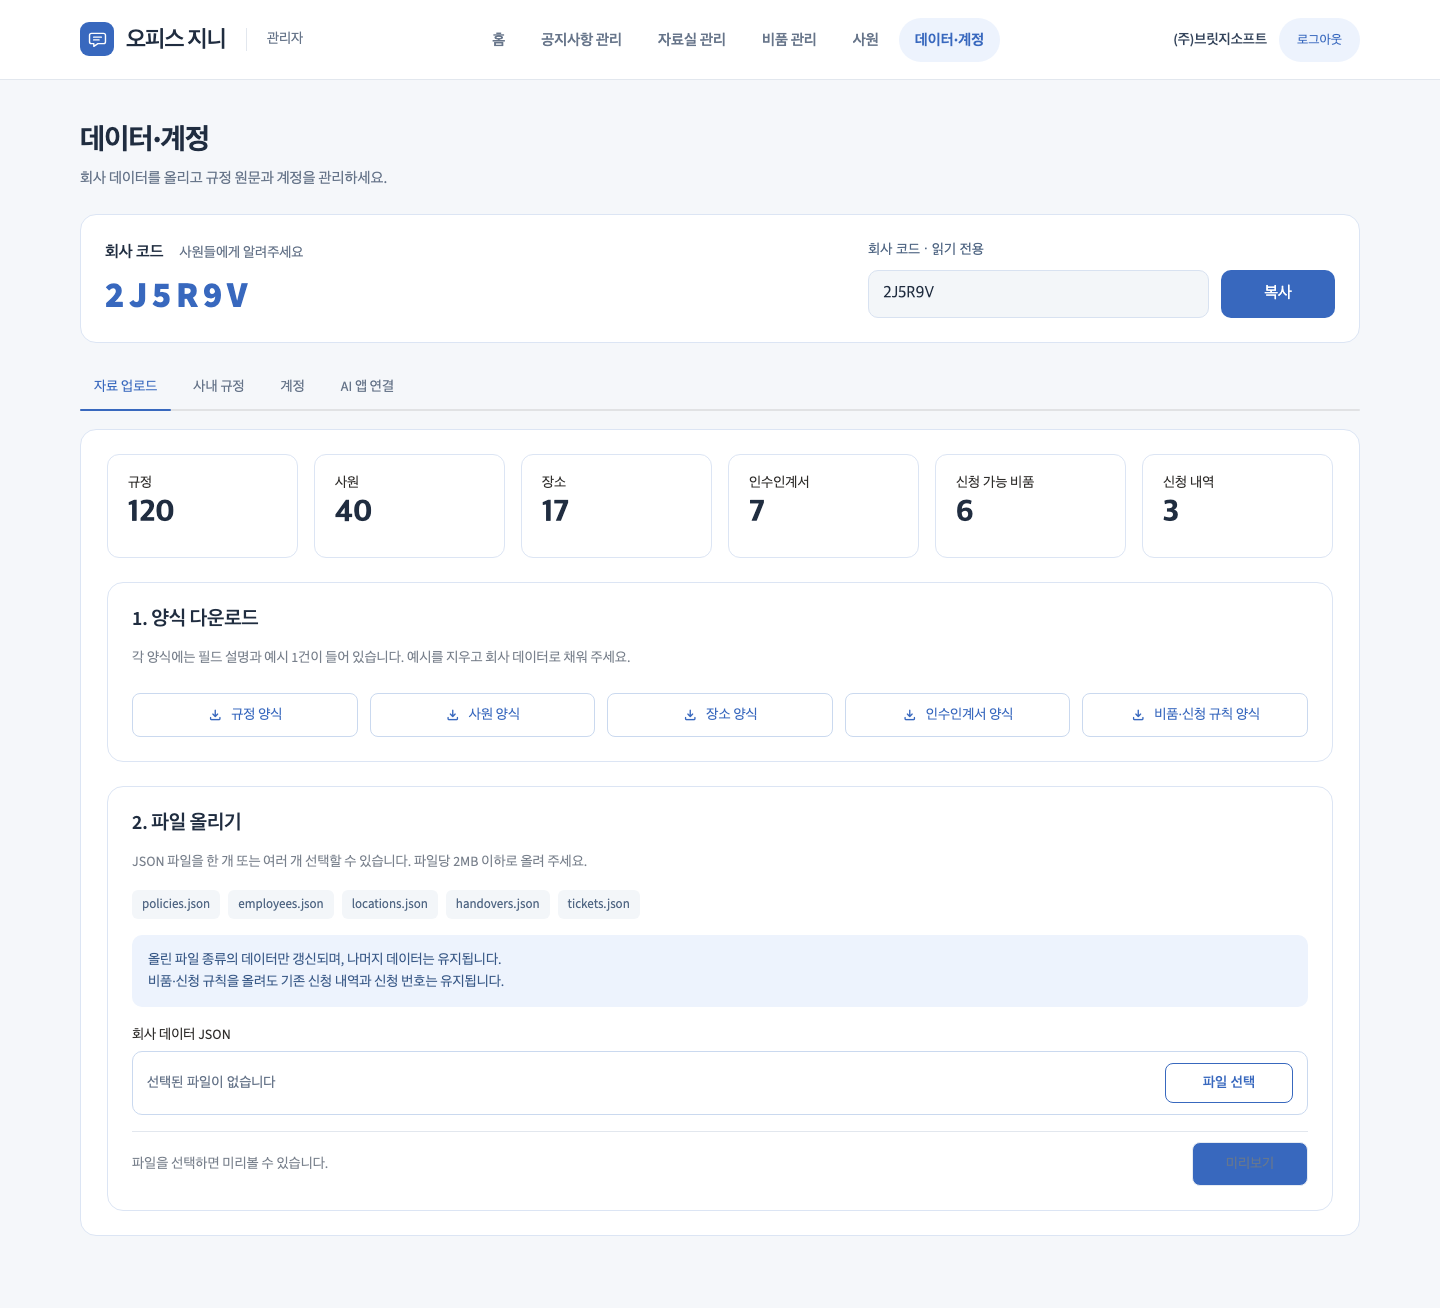 오피스 지니
관리자
홈
공지사항 관리
자료실 관리
비품 관리
사원
데이터·계정
(주)브릿지소프트
로그아웃
데이터·계정
회사 데이터를 올리고 규정 원문과 계정을 관리하세요.
회사 코드
사원들에게 알려주세요
2J5R9V
회사 코드 · 읽기 전용
2J5R9V
복사
자료 업로드
사내 규정
계정
AI 앱 연결
규정
120
사원
40
장소
17
인수인계서
7
신청 가능 비품
6
신청 내역
3
1. 양식 다운로드
각 양식에는 필드 설명과 예시 1건이 들어 있습니다. 예시를 지우고 회사 데이터로 채워 주세요.
규정 양식
사원 양식
장소 양식
인수인계서 양식
비품·신청 규칙 양식
2. 파일 올리기
JSON 파일을 한 개 또는 여러 개 선택할 수 있습니다. 파일당 2MB 이하로 올려 주세요.
policies.json
employees.json
locations.json
handovers.json
tickets.json
올린 파일 종류의 데이터만 갱신되며, 나머지 데이터는 유지됩니다.
비품·신청 규칙을 올려도 기존 신청 내역과 신청 번호는 유지됩니다.
회사 데이터 JSON
선택된 파일이 없습니다
파일 선택
파일을 선택하면 미리볼 수 있습니다.
미리보기